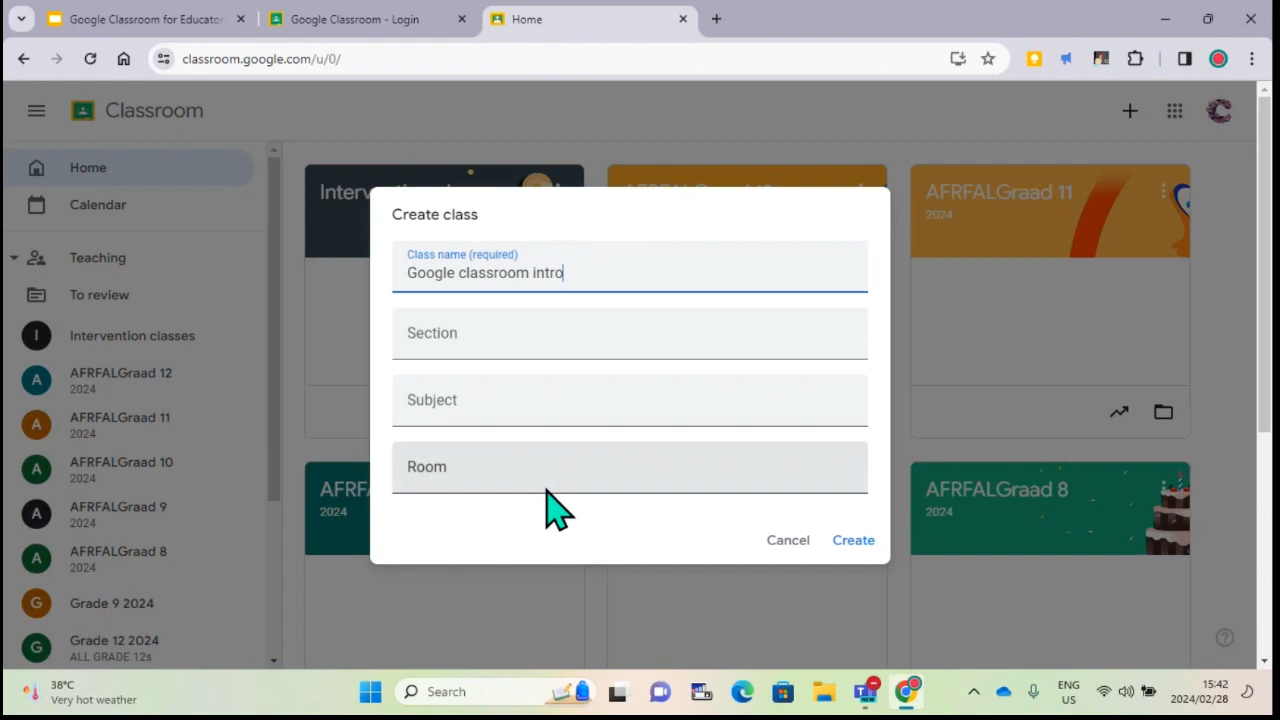 Google Classroom for Educator
Google Classroom - Login
Home
classroom.google.com/u/0/
Classroom
Home
Calendar
Teaching
To review
I
Intervention classes
A
AFRFALGraad 12
2024
A
AFRFALGraad 11
2024
A
AFRFALGraad 10
2024
A
AFRFALGraad 9
2024
A
AFRFALGraad 8
2024
G
Grade 9 2024
G
Grade 12 2024
ALL GRADE 12s
AFRFALGraad 11
2024
2024
AFRFALGraad 8
2024
Create class
Class name (required)
Google classroom intro
Section
Subject
Room
Cancel
Create
38°C
Very hot weather
Search
NEW
ENG
US
15:42
2024/02/28